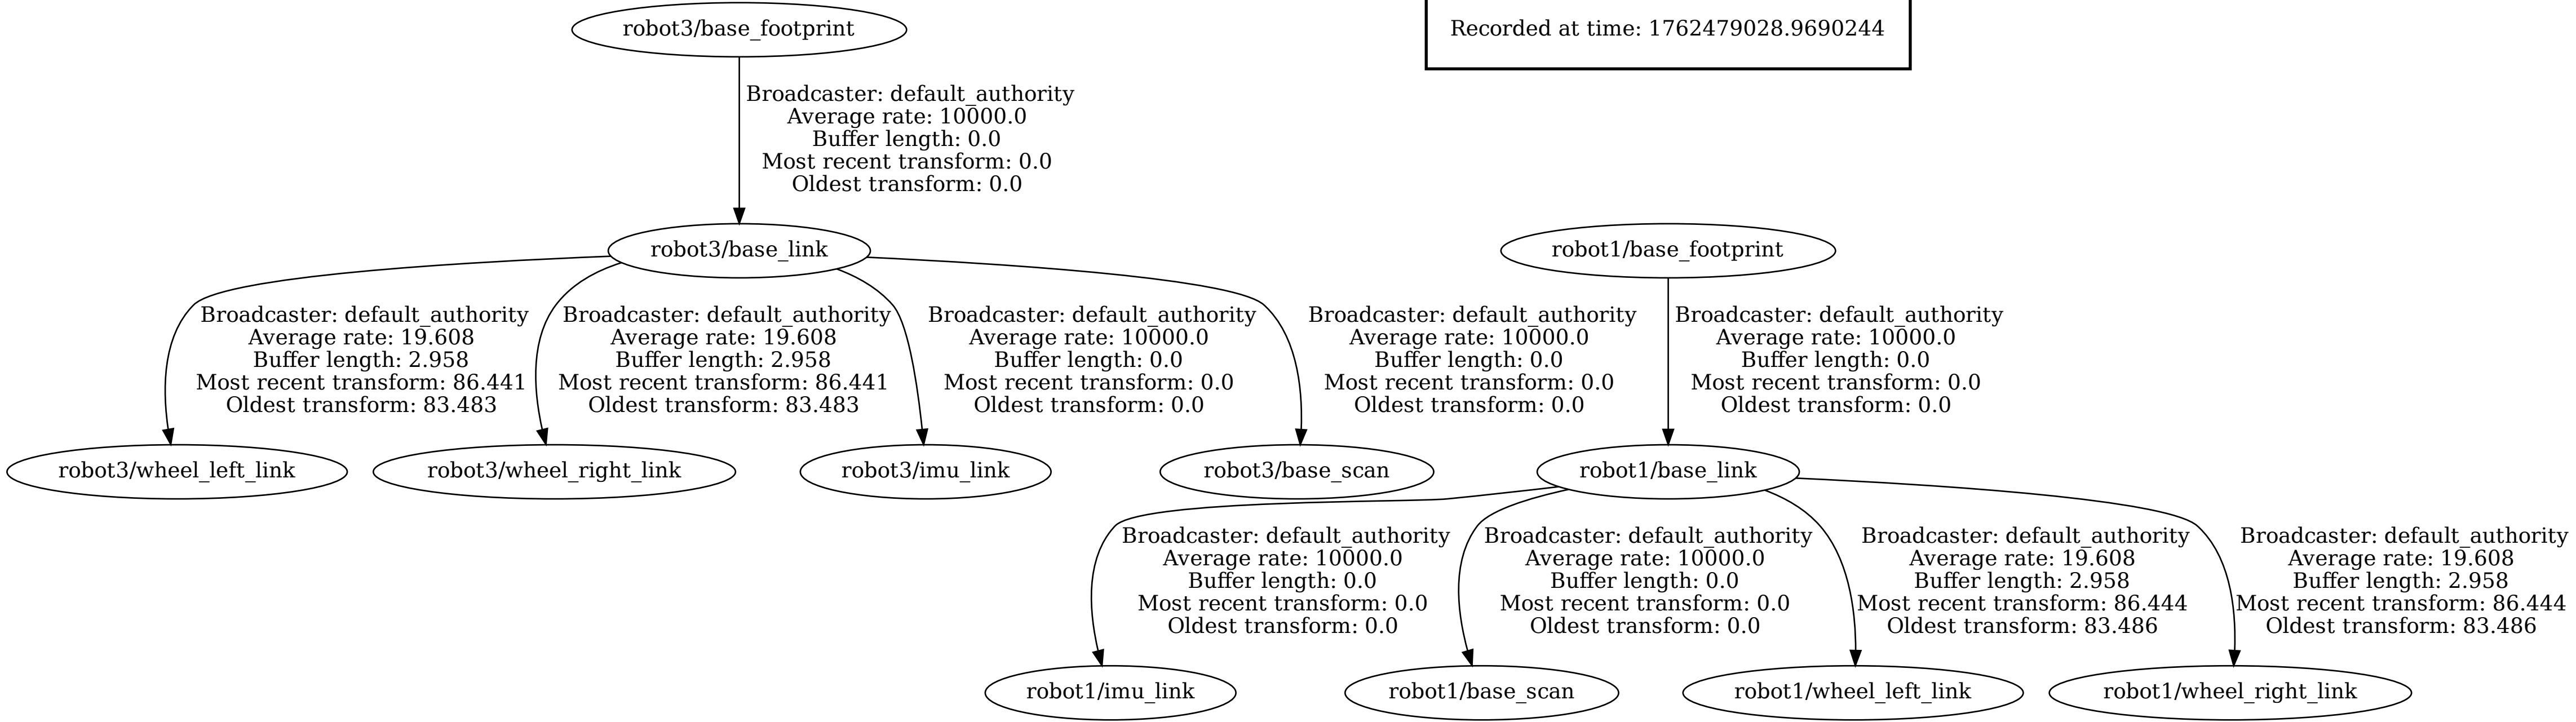 robot3/base_footprint
Recorded at time: 1762479028.9690244
Broadcaster: default_authority
Average rate: 10000.0
Buffer length: 0.0
Most recent transform: 0.0
Oldest transform: 0.0
robot3/base_link
robot1/base_footprint
Broadcaster: default_authority
Average rate: 19.608
Buffer length: 2.958
Most recent transform: 86.441
Oldest transform: 83.483
Broadcaster: default_authority
Average rate: 19.608
Buffer length: 2.958
Most recent transform: 86.441
Oldest transform: 83.483
Broadcaster: default_authority
Average rate: 10000.0
Buffer length: 0.0
Most recent transform: 0.0
Oldest transform: 0.0
Broadcaster: default_authority
Average rate: 10000.0
Buffer length: 0.0
Most recent transform: 0.0
Oldest transform: 0.0
Broadcaster: default_authority
Average rate: 10000.0
Buffer length: 0.0
Most recent transform: 0.0
Oldest transform: 0.0
robot3/wheel_left_link
robot3/wheel_right_link
robot3/imu_link
robot3/base_scan
robot1/base_link
Broadcaster: default_authority
Average rate: 10000.0
Buffer length: 0.0
Most recent transform: 0.0
Oldest transform: 0.0
Broadcaster: default_authority
Average rate: 10000.0
Buffer length: 0.0
Most recent transform: 0.0
Oldest transform: 0.0
Broadcaster: default_authority
Average rate: 19.608
Buffer length: 2.958
Most recent transform: 86.444
Oldest transform: 83.486
Broadcaster: default_authority
Average rate: 19.608
Buffer length: 2.958
Most recent transform: 86.444
Oldest transform: 83.486
robot1/imu_link
robot1/base_scan
robot1/wheel_left_link
robot1/wheel_right_link